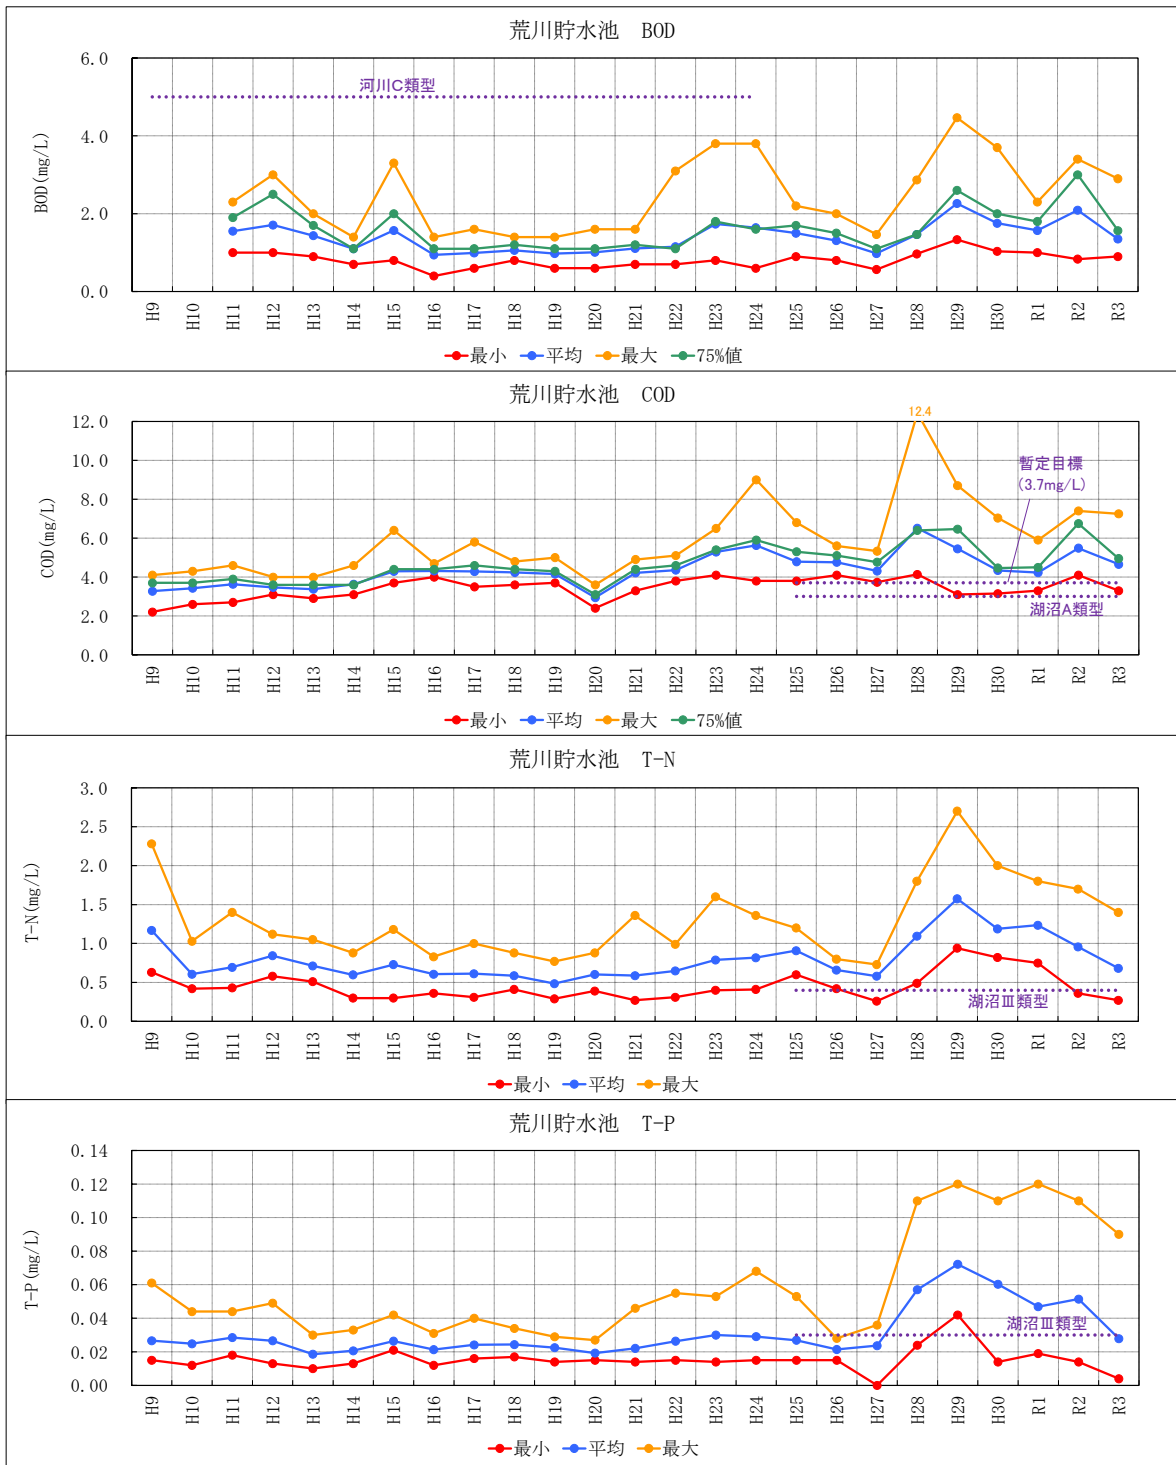 荒川貯水池 BOD
6.0
4.0
2.0
0.0
BOD(mg/L)
河川C類型
H9 H10 H11 H12 H13 H14 H15 H16 H17 H18 H19 H20 H21 H22 H23 H24 H25 H26 H27 H28 H29 H30 R1 R2 R3
最小 平均 最大 75%値
荒川貯水池 COD
12.0
10.0
8.0
6.0
4.0
2.0
0.0
COD(mg/L)
12.4
暫定目標
(3.7mg/L)
湖沼A類型
H9 H10 H11 H12 H13 H14 H15 H16 H17 H18 H19 H20 H21 H22 H23 H24 H25 H26 H27 H28 H29 H30 R1 R2 R3
最小 平均 最大 75%値
荒川貯水池 T-N
3.0
2.5
2.0
1.5
1.0
0.5
0.0
T-N(mg/L)
湖沼Ⅲ類型
H9 H10 H11 H12 H13 H14 H15 H16 H17 H18 H19 H20 H21 H22 H23 H24 H25 H26 H27 H28 H29 H30 R1 R2 R3
最小 平均 最大
荒川貯水池 T-P
0.14
0.12
0.10
0.08
0.06
0.04
0.02
0.00
T-P(mg/L)
湖沼Ⅲ類型
H9 H10 H11 H12 H13 H14 H15 H16 H17 H18 H19 H20 H21 H22 H23 H24 H25 H26 H27 H28 H29 H30 R1 R2 R3
最小 平均 最大